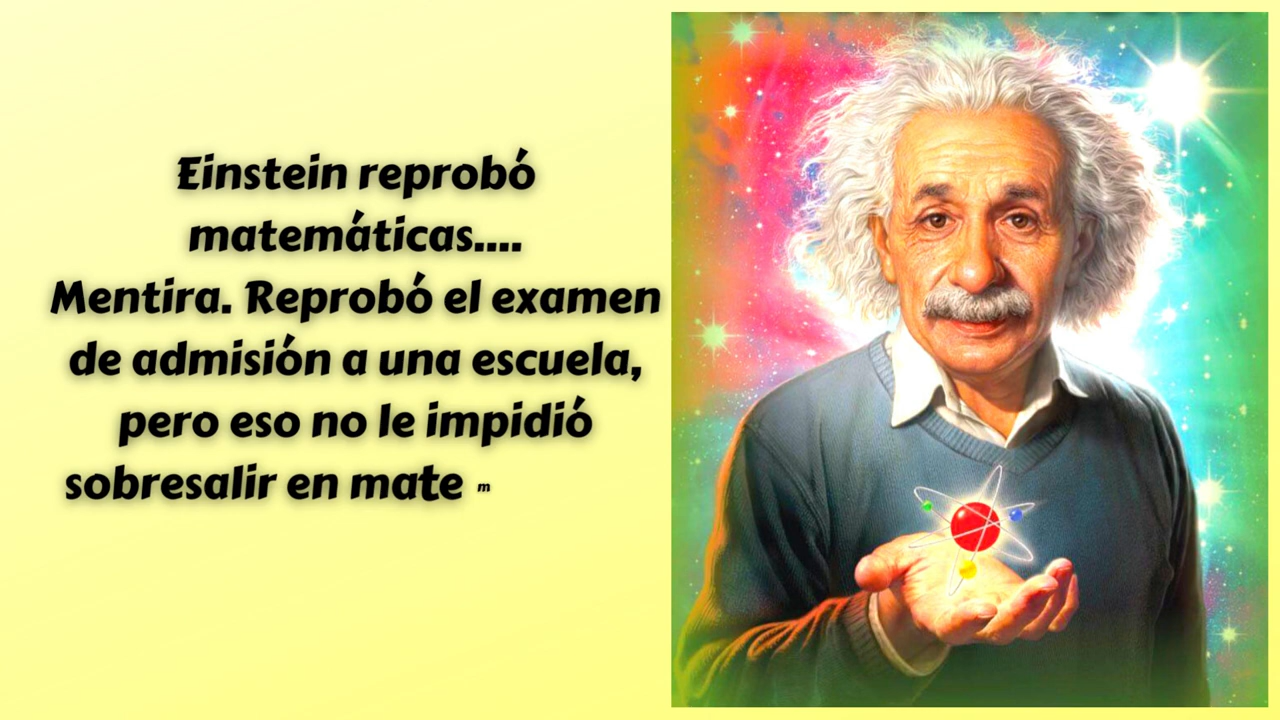 Einstein reprobó
matemáticas....
Mentira. Reprobó el examen
de admisión a una escuela,
pero eso no le impidió
sobresalir en mate m